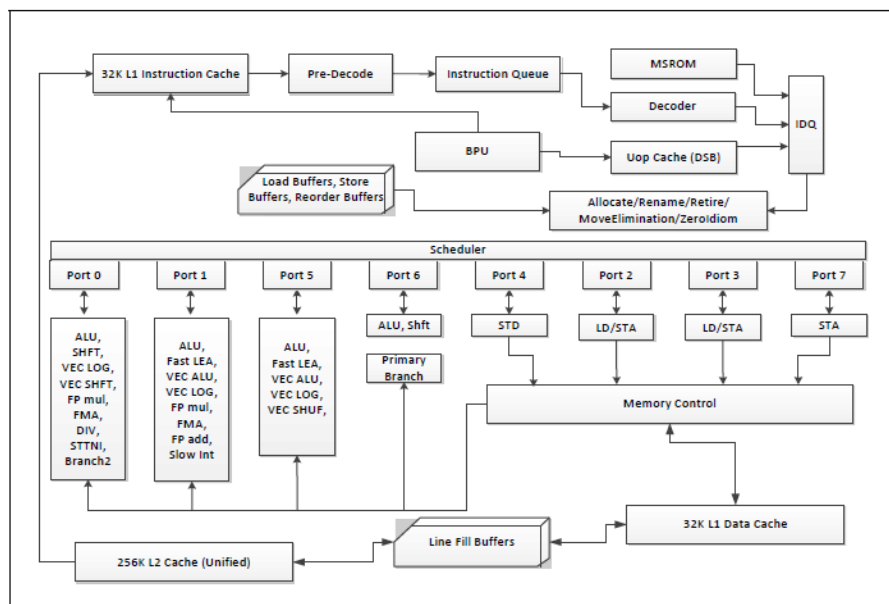 32K L1 Instruction Cache
Pre-Decode
Instruction Queue
MSROM
Decoder
IDQ
BPU
Uop Cache (DSB)
Load Buffers, Store
Buffers, Reorder Buffers
Allocate/Rename/Retire/
MoveElimination/ZeroIdiom
Scheduler
Port 0
Port 1
Port 5
Port 6
Port 4
Port 2
Port 3
Port 7
ALU,
SHFT,
VEC LOG,
VEC SHFT,
FP mul,
FMA,
DIV,
STTNI,
Branch2
ALU,
Fast LEA,
VEC ALU,
VEC LOG,
FP mul,
FMA,
FP add,
Slow Int
ALU,
Fast LEA,
VEC ALU,
VEC LOG,
VEC SHUF,
ALU, Shft
Primary
Branch
STD
LD/STA
LD/STA
STA
Memory Control
32K L1 Data Cache
Line Fill Buffers
256K L2 Cache (Unified)